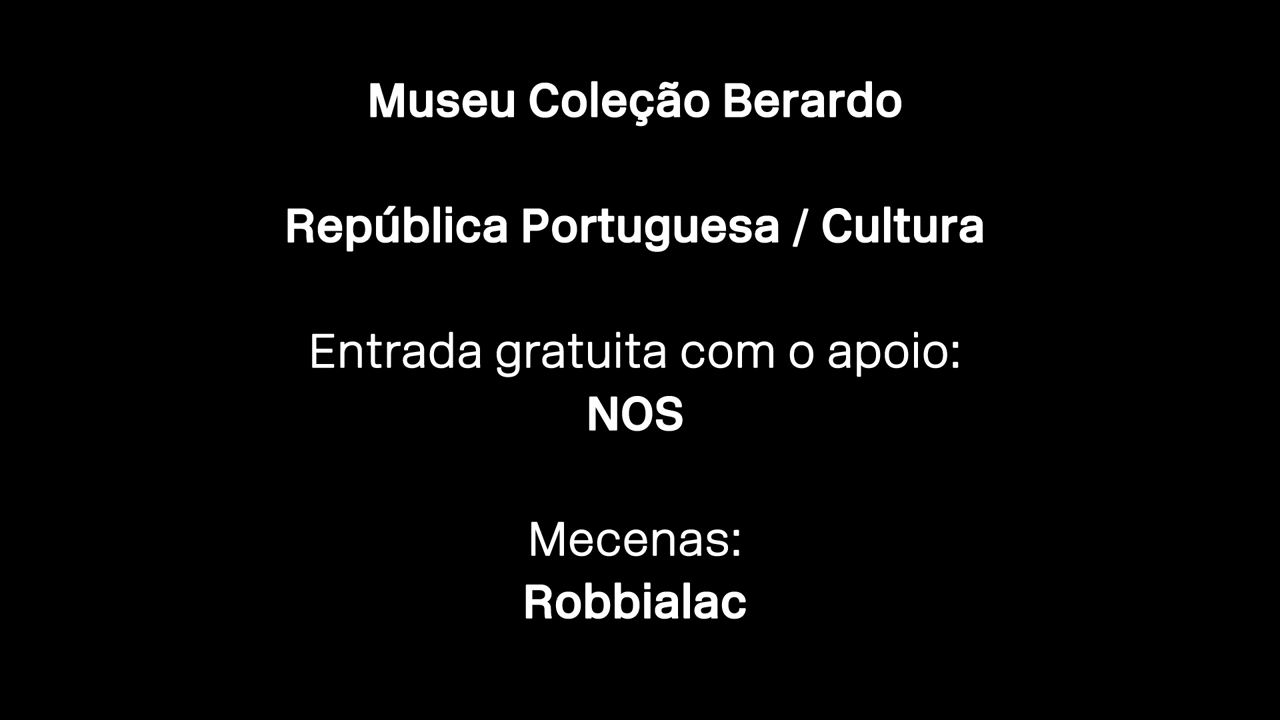 Museu Coleção Berardo
República Portuguesa / Cultura
Entrada gratuita com o apoio:
NOS
Mecenas:
Robbialac